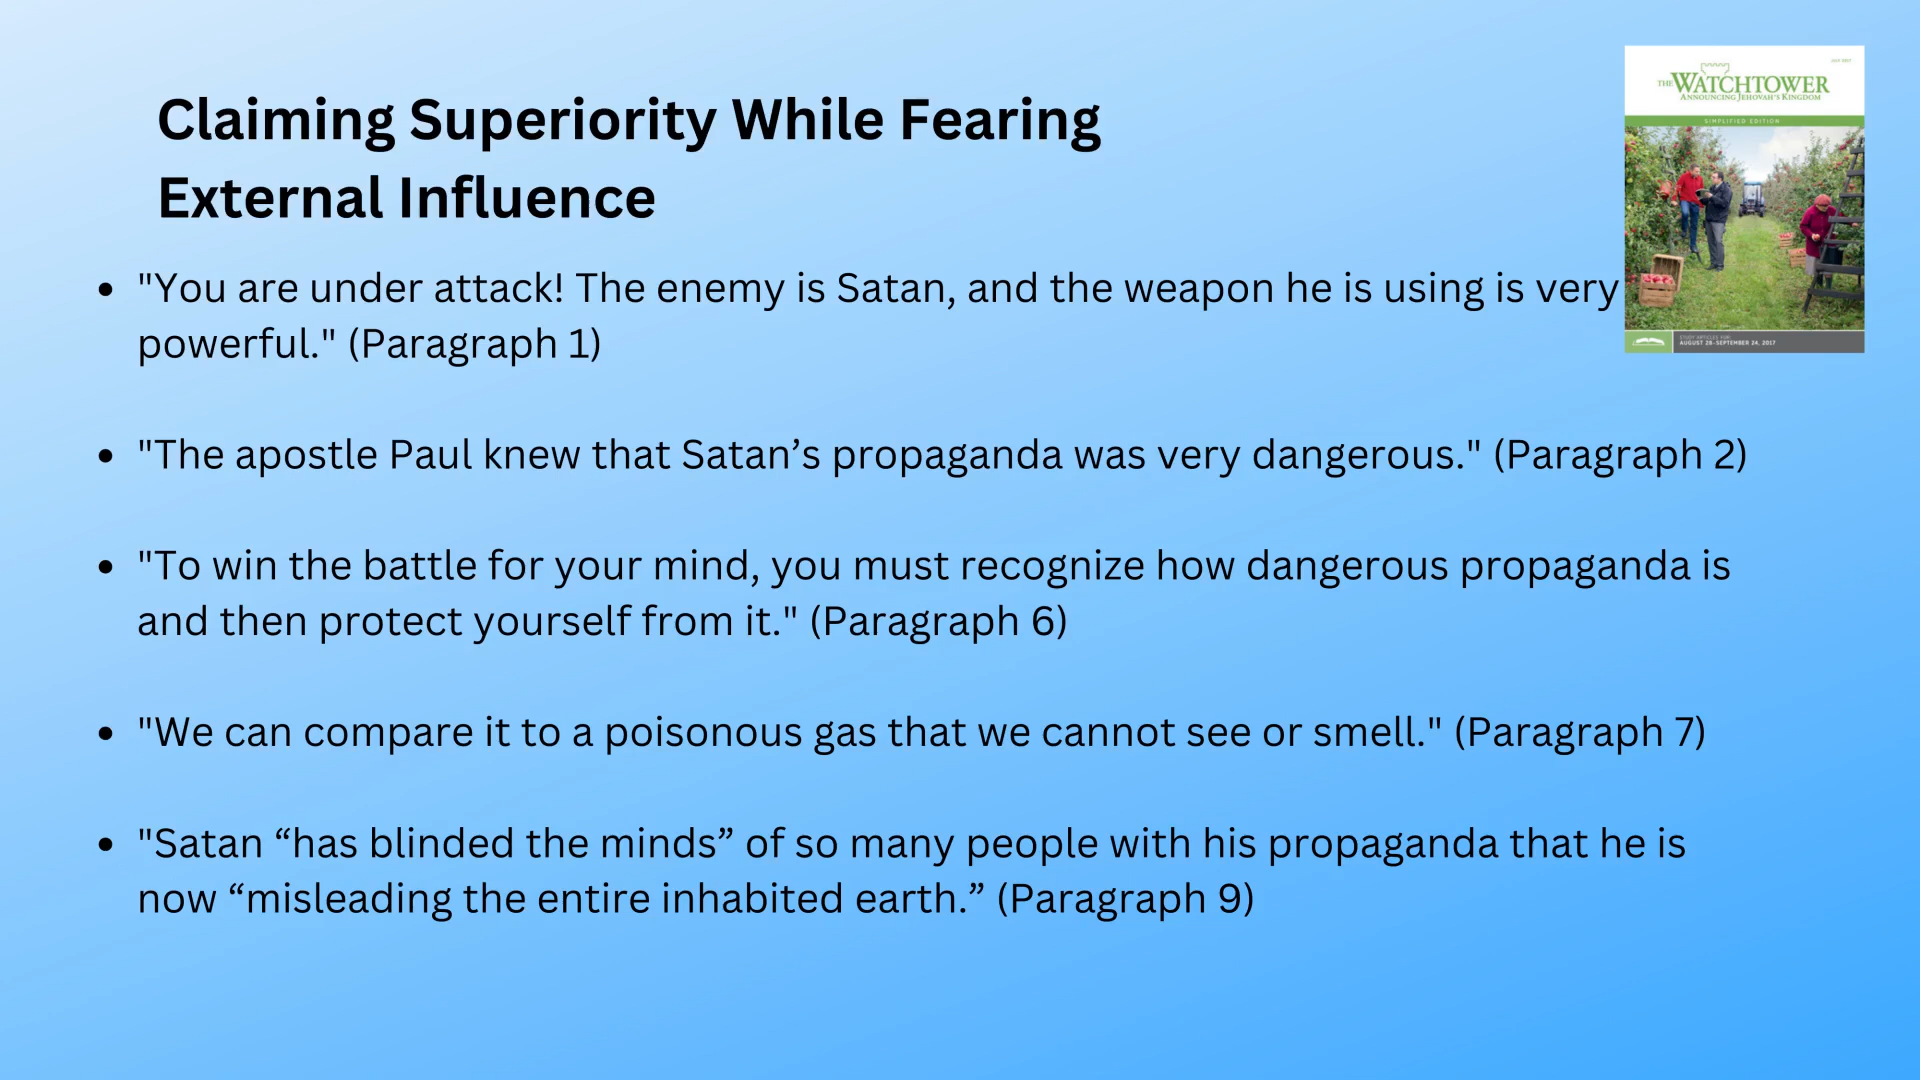 Claiming Superiority While Fearing
External Influence
THE WATCHTOWER
ANNOUNCING JEHOVAH'S KINGDOM
SIMPLIFIED EDITION
STUDY ARTICLES FOR:
AUGUST 28-SEPTEMBER 24, 2017
• "You are under attack! The enemy is Satan, and the weapon he is using is very
powerful." (Paragraph 1)
• "The apostle Paul knew that Satan’s propaganda was very dangerous." (Paragraph 2)
• "To win the battle for your mind, you must recognize how dangerous propaganda is
and then protect yourself from it." (Paragraph 6)
• "We can compare it to a poisonous gas that we cannot see or smell." (Paragraph 7)
• "Satan “has blinded the minds” of so many people with his propaganda that he is
now “misleading the entire inhabited earth.” (Paragraph 9)